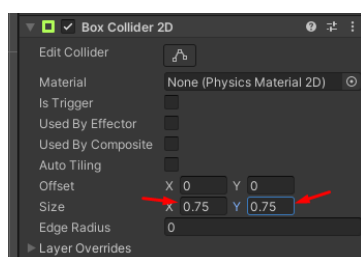 Box Collider 2D
Edit Collider
Material None (Physics Material 2D)
Is Trigger
Used By Effector
Used By Composite
Auto Tiling
Offset X 0 Y 0
Size X 0.75 Y 0.75
Edge Radius 0
Layer Overrides